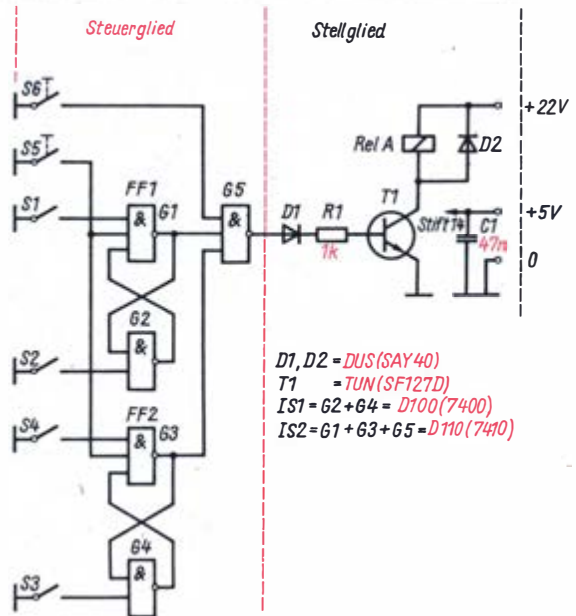 Steuerglied
Stellglied
S6
S5
S1
S2
S4
S3
FF1
&
G1
G2
&
FF2
&
G3
G4
&
G5
&
D1
R1
1k
T1
Rel A
D2
+22V
+5V
Stift 14
C1
47n
0
D1, D2 = DUS(SAY40)
T1 = TUN(SF127D)
IS1 = G2+G4 = D100(7400)
IS2 = G1+G3+G5 = D110(7410)